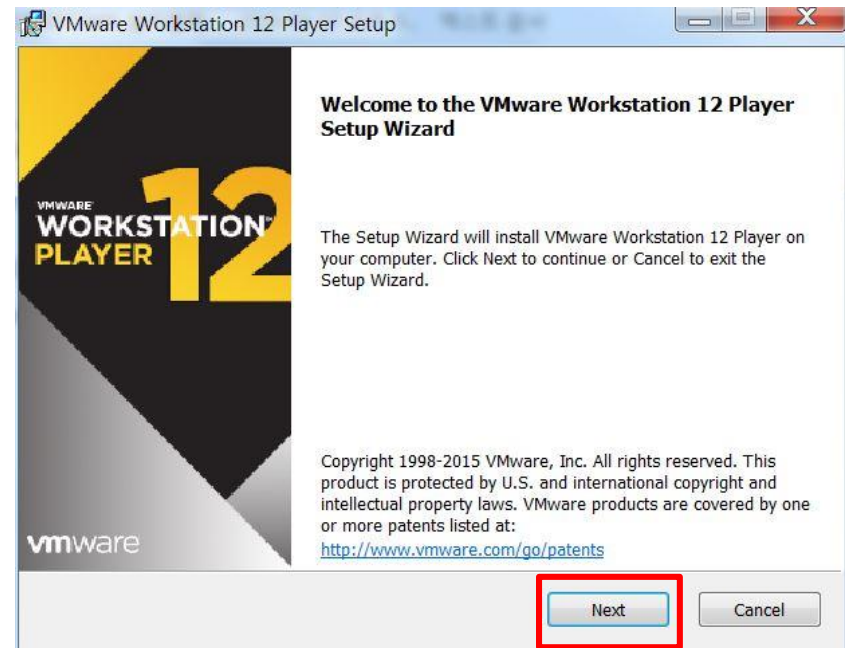 VMware Workstation 12 Player Setup
Welcome to the VMware Workstation 12 Player
Setup Wizard
12
VMWARE
WORKSTATION™
PLAYER
The Setup Wizard will install VMware Workstation 12 Player on
your computer. Click Next to continue or Cancel to exit the
Setup Wizard.
Copyright 1998-2015 VMware, Inc. All rights reserved. This
product is protected by U.S. and international copyright and
intellectual property laws. VMware products are covered by one
or more patents listed at:
http://www.vmware.com/go/patents
vmware
Next Cancel